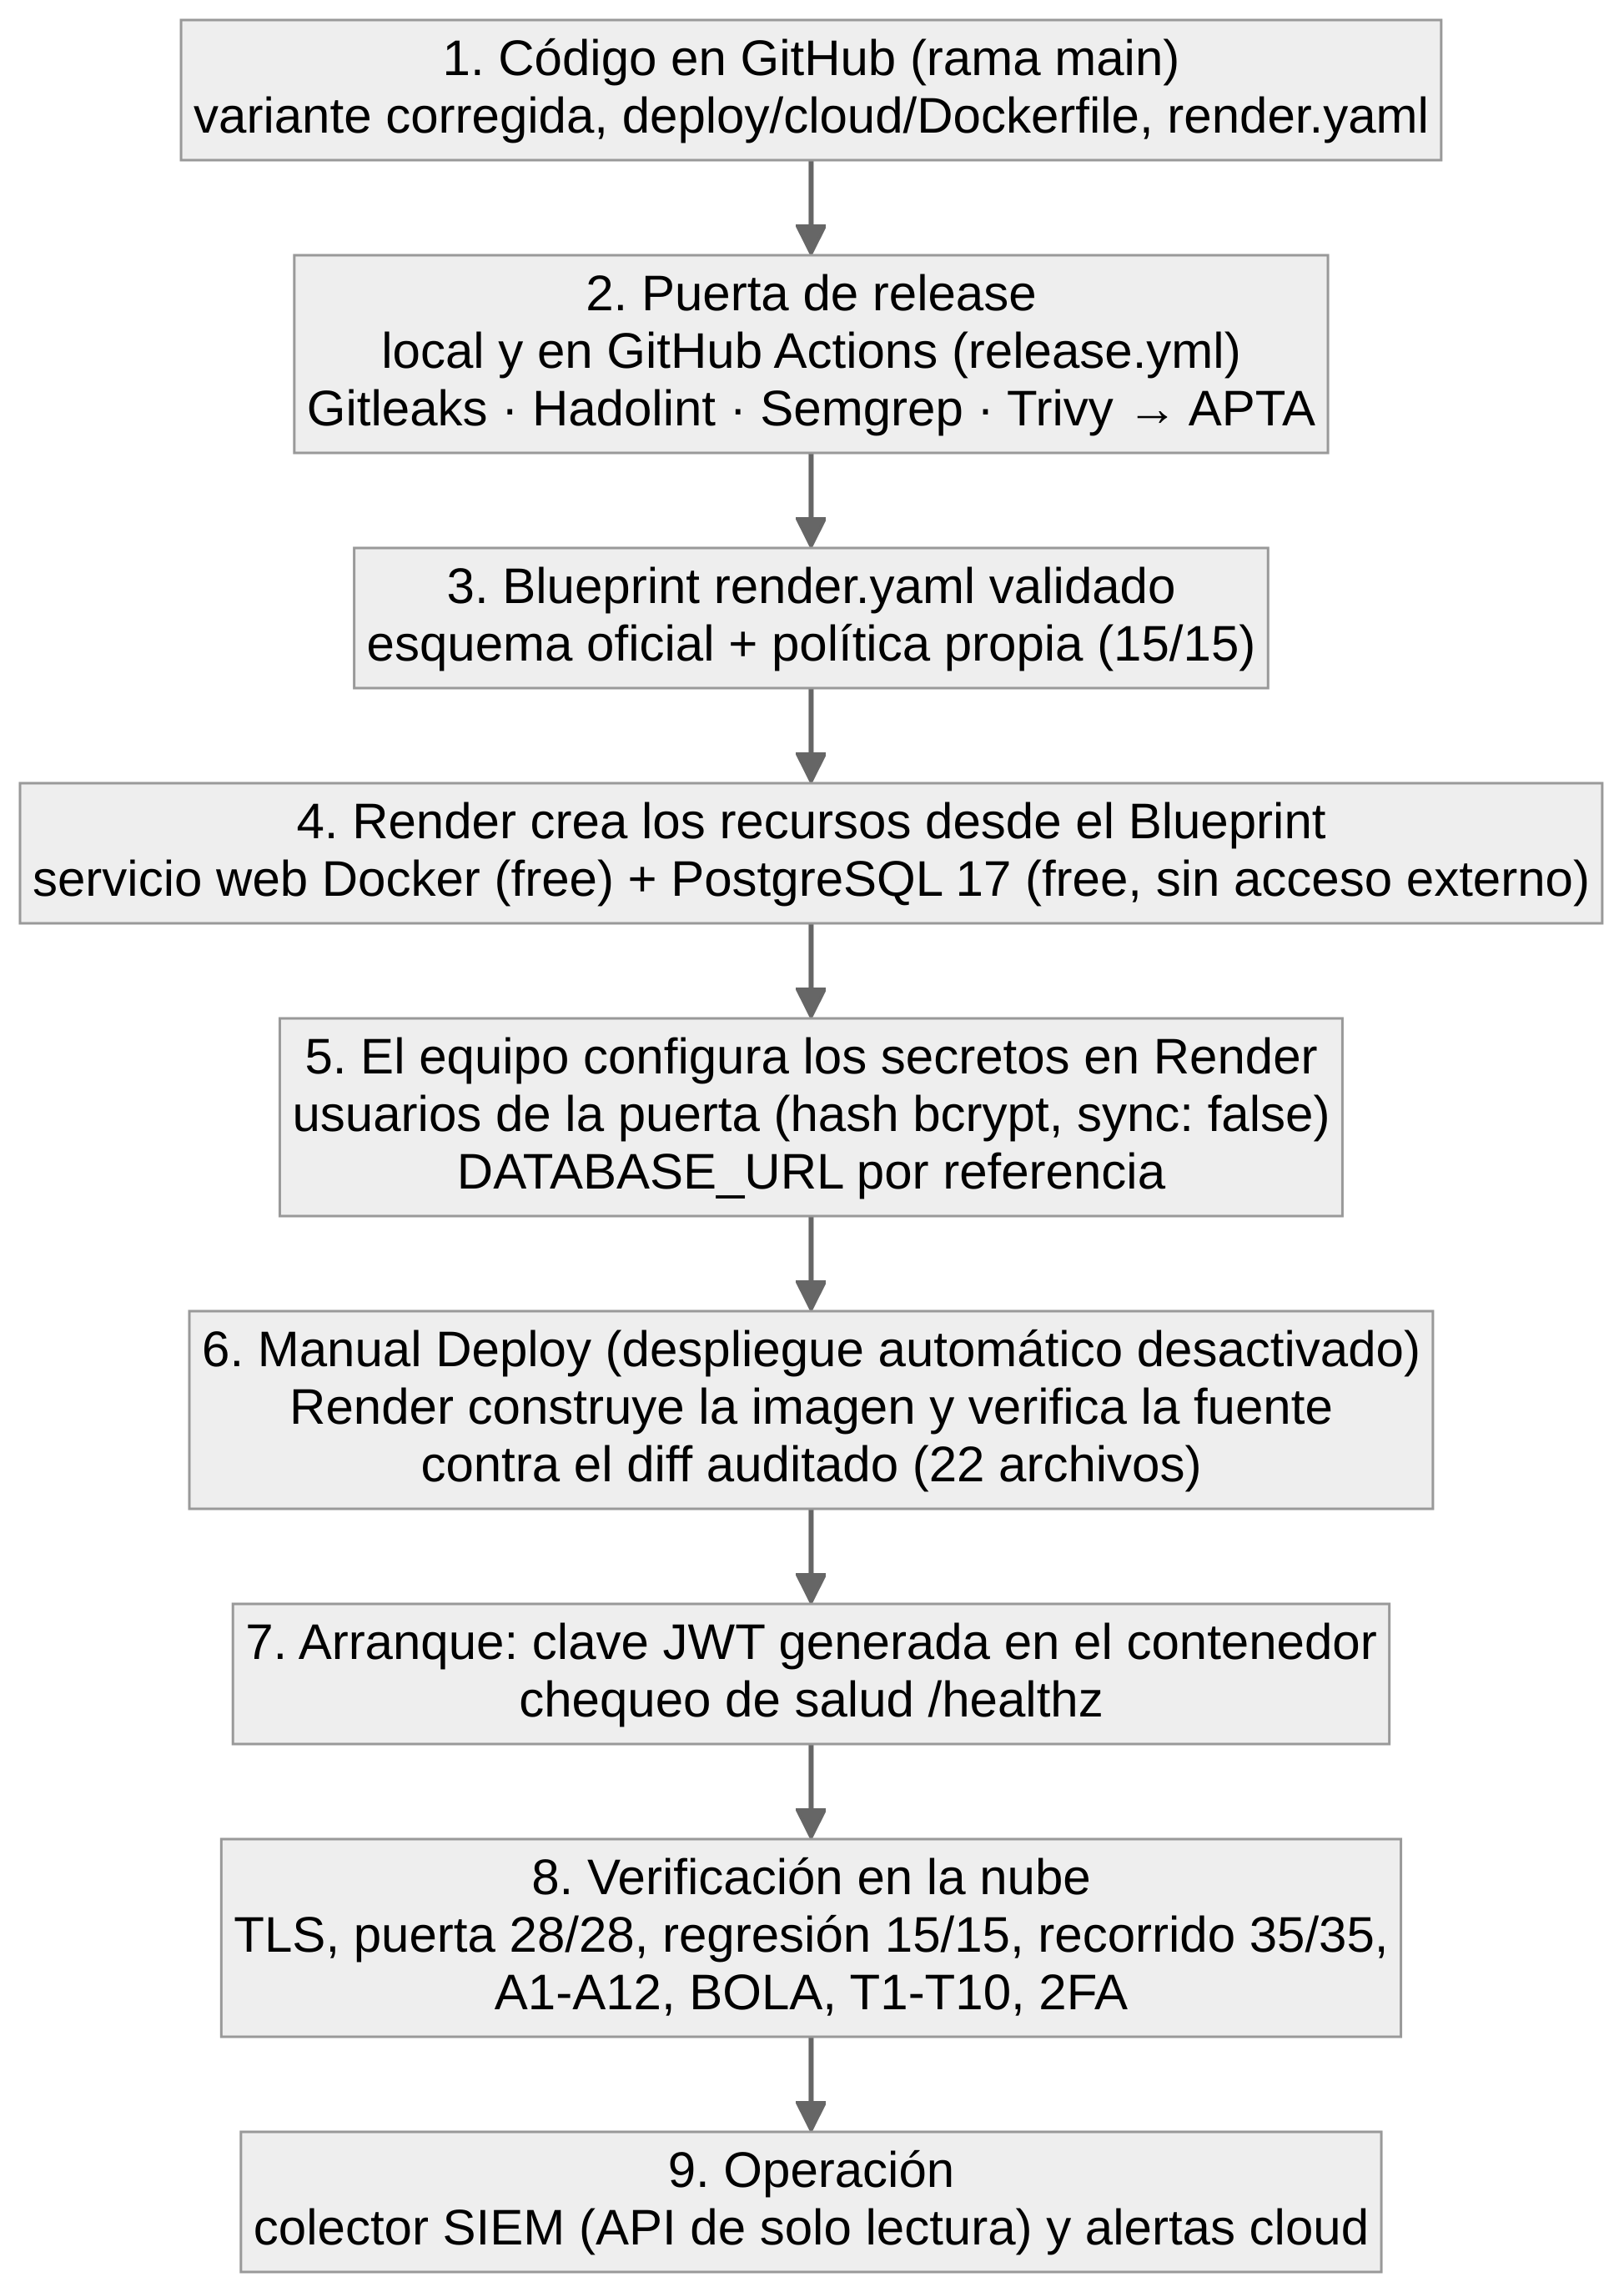 1. Código en GitHub (rama main)
variante corregida, deploy/cloud/Dockerfile, render.yaml
2. Puerta de release
local y en GitHub Actions (release.yml)
Gitleaks · Hadolint · Semgrep · Trivy → APTA
3. Blueprint render.yaml validado
esquema oficial + política propia (15/15)
4. Render crea los recursos desde el Blueprint
servicio web Docker (free) + PostgreSQL 17 (free, sin acceso externo)
5. El equipo configura los secretos en Render
usuarios de la puerta (hash bcrypt, sync: false)
DATABASE_URL por referencia
6. Manual Deploy (despliegue automático desactivado)
Render construye la imagen y verifica la fuente
contra el diff auditado (22 archivos)
7. Arranque: clave JWT generada en el contenedor
chequeo de salud /healthz
8. Verificación en la nube
TLS, puerta 28/28, regresión 15/15, recorrido 35/35,
A1-A12, BOLA, T1-T10, 2FA
9. Operación
colector SIEM (API de solo lectura) y alertas cloud